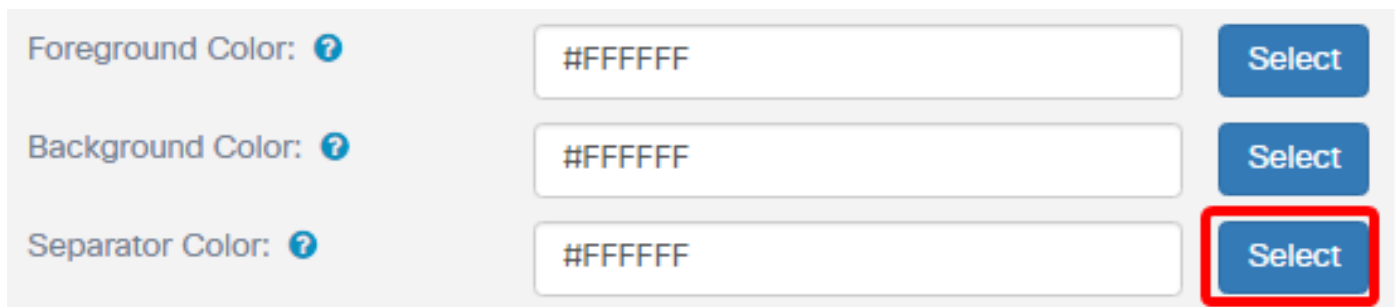 Foreground Color: ? #FFFFFF Select
Background Color: ? #FFFFFF Select
Separator Color: ? #FFFFFF Select